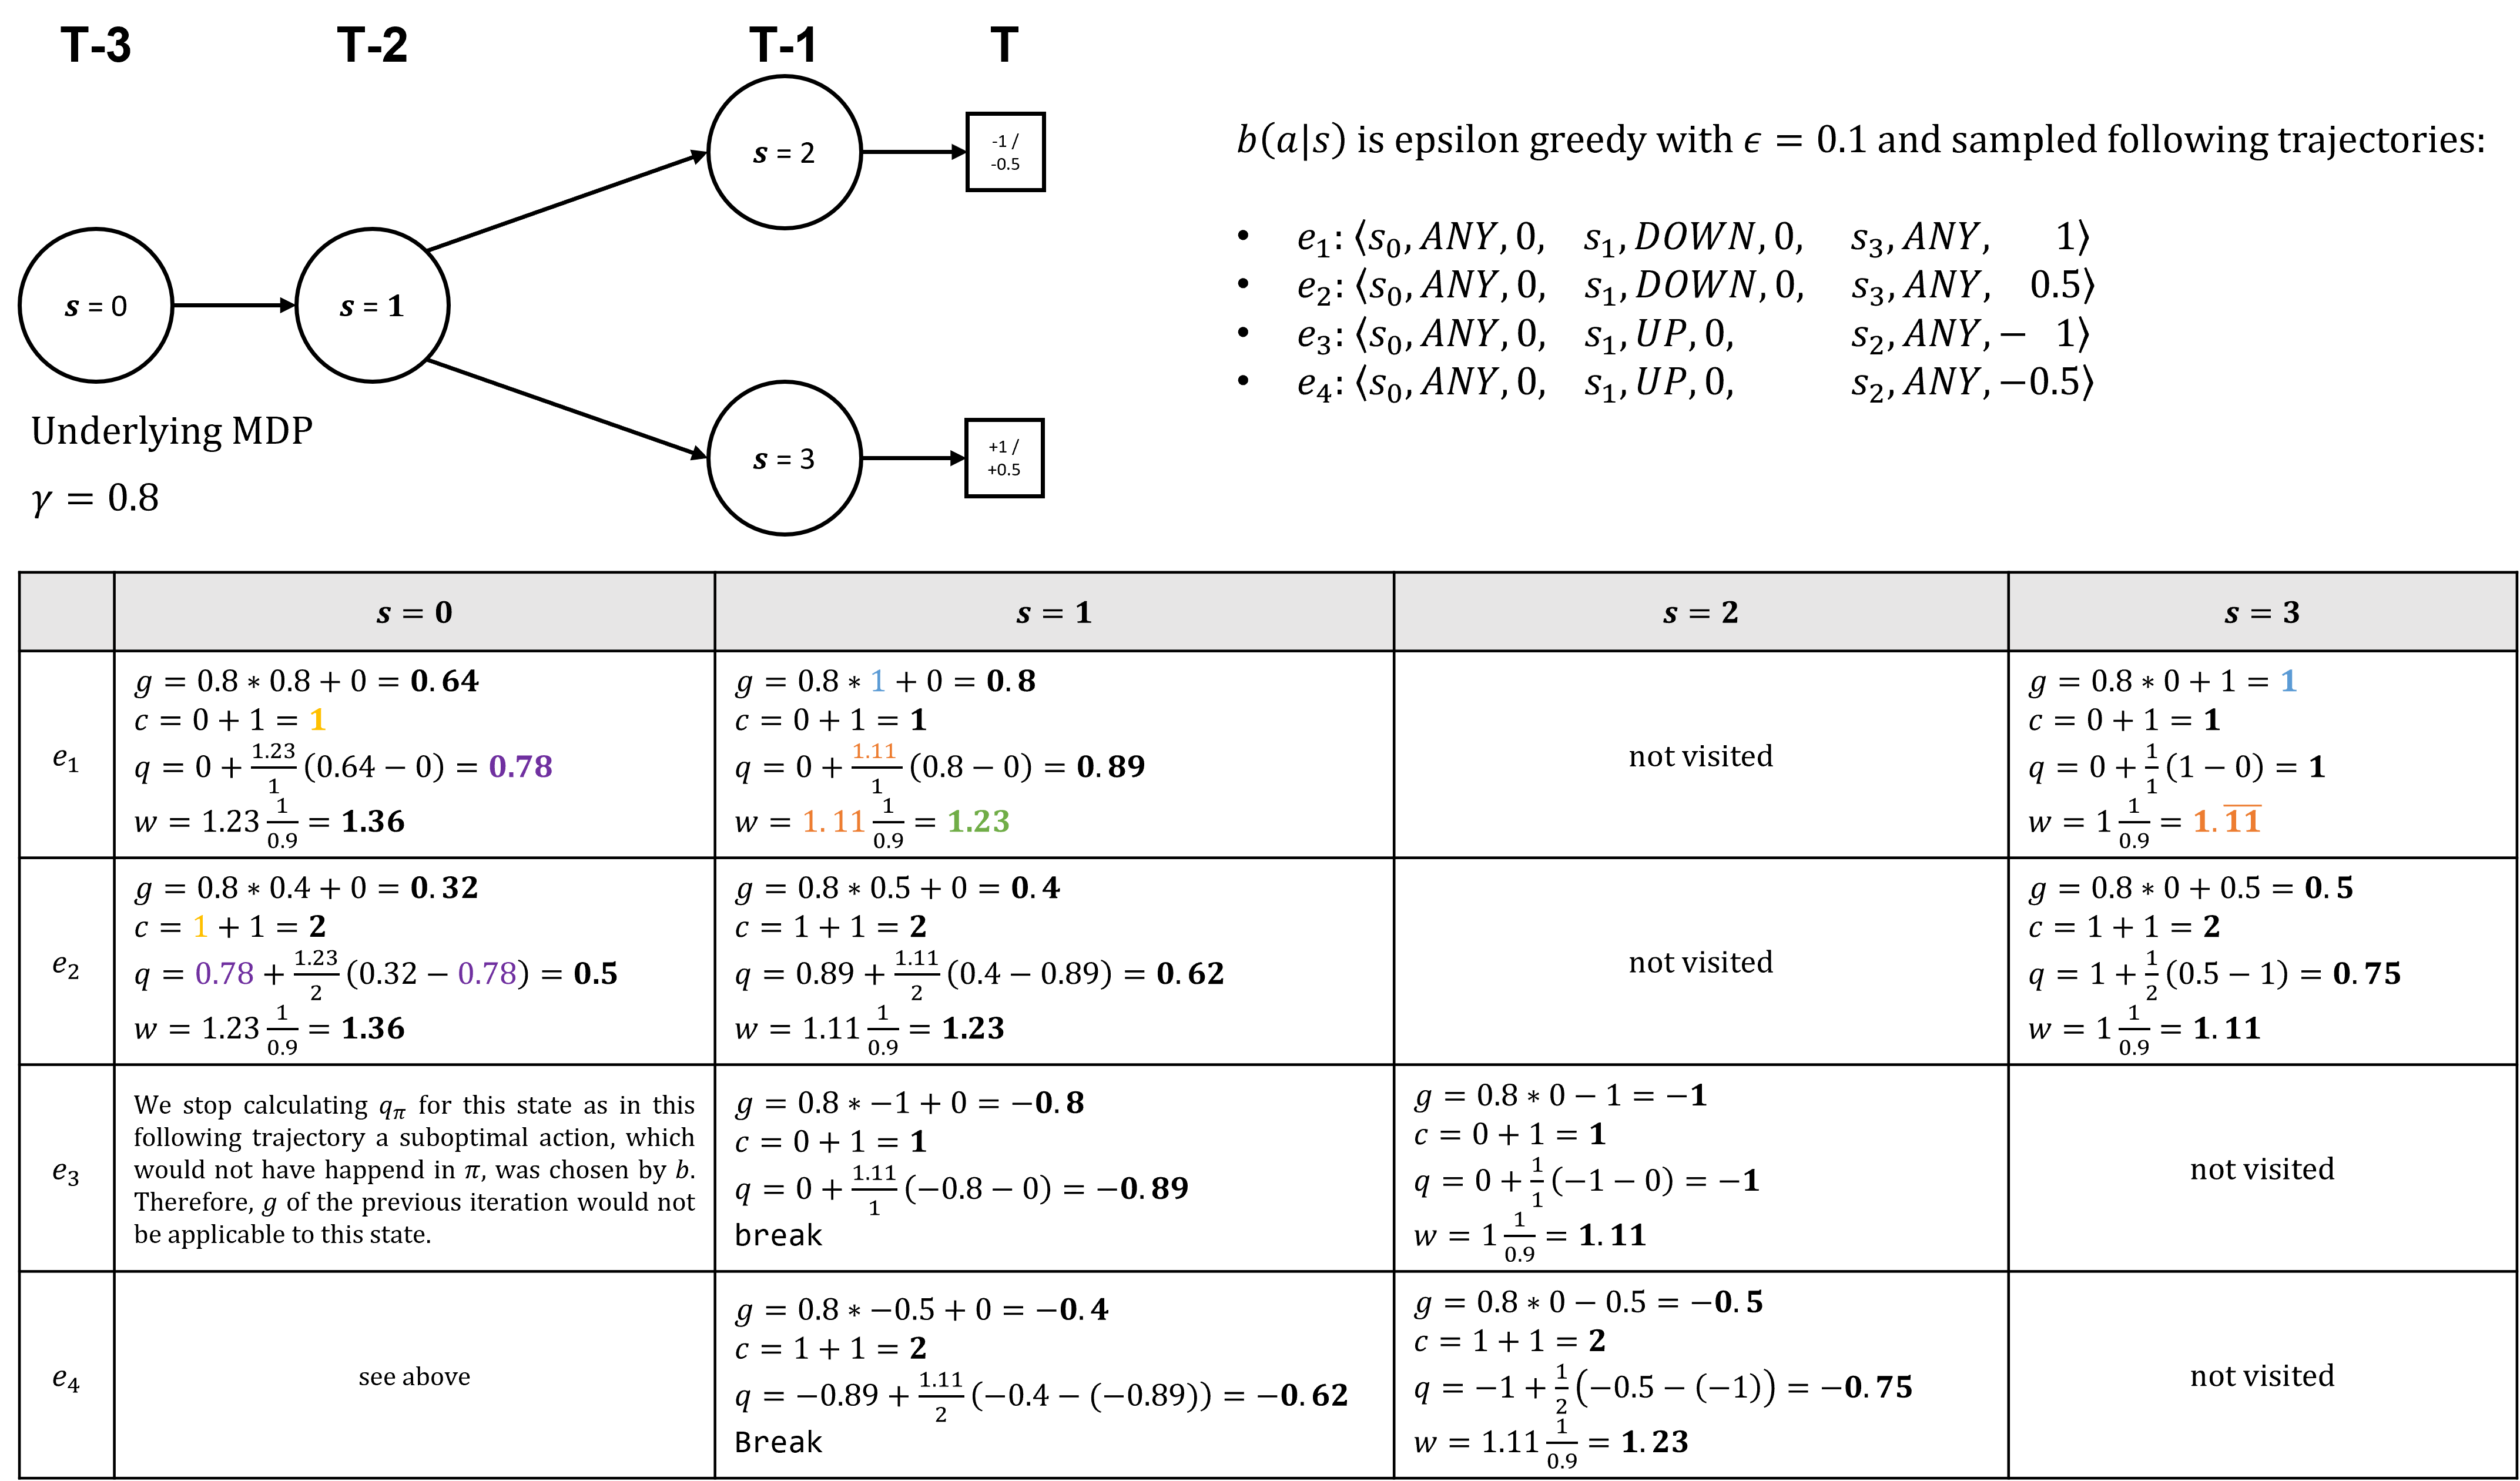 T-3 T-2 T-1 T
s = 0
s = 1
s = 2
s = 3
-1 /
-0.5
+1 /
+0.5
Underlying MDP
γ = 0.8
b(a|s) is epsilon greedy with ϵ = 0.1 and sampled following trajectories:
• e₁: ⟨s₀, ANY, 0, s₁, DOWN, 0, s₃, ANY, 1⟩
• e₂: ⟨s₀, ANY, 0, s₁, DOWN, 0, s₃, ANY, 0.5⟩
• e₃: ⟨s₀, ANY, 0, s₁, UP, 0, s₂, ANY, − 1⟩
• e₄: ⟨s₀, ANY, 0, s₁, UP, 0, s₂, ANY, −0.5⟩
s = 0 s = 1 s = 2 s = 3
e₁
g = 0.8 ∗ 0.8 + 0 = 0.64
c = 0 + 1 = 1
q = 0 + 1.23/1 (0.64 − 0) = 0.78
w = 1.23 1/0.9 = 1.36
g = 0.8 ∗ 1 + 0 = 0.8
c = 0 + 1 = 1
q = 0 + 1.11/1 (0.8 − 0) = 0.89
w = 1.11 1/0.9 = 1.23
not visited
g = 0.8 ∗ 0 + 1 = 1
c = 0 + 1 = 1
q = 0 + 1/1 (1 − 0) = 1
w = 1 1/0.9 = 1.1̅1̅
e₂
g = 0.8 ∗ 0.4 + 0 = 0.32
c = 1 + 1 = 2
q = 0.78 + 1.23/2 (0.32 − 0.78) = 0.5
w = 1.23 1/0.9 = 1.36
g = 0.8 ∗ 0.5 + 0 = 0.4
c = 1 + 1 = 2
q = 0.89 + 1.11/2 (0.4 − 0.89) = 0.62
w = 1.11 1/0.9 = 1.23
not visited
g = 0.8 ∗ 0 + 0.5 = 0.5
c = 1 + 1 = 2
q = 1 + 1/2 (0.5 − 1) = 0.75
w = 1 1/0.9 = 1.11
e₃
We stop calculating qπ for this state as in this
following trajectory a suboptimal action, which
would not have happend in π, was chosen by b.
Therefore, g of the previous iteration would not
be applicable to this state.
g = 0.8 ∗ −1 + 0 = −0.8
c = 0 + 1 = 1
q = 0 + 1.11/1 (−0.8 − 0) = −0.89
break
g = 0.8 ∗ 0 − 1 = −1
c = 0 + 1 = 1
q = 0 + 1/1 (−1 − 0) = −1
w = 1 1/0.9 = 1.11
not visited
e₄
see above
g = 0.8 ∗ −0.5 + 0 = −0.4
c = 1 + 1 = 2
q = −0.89 + 1.11/2 (−0.4 − (−0.89)) = −0.62
Break
g = 0.8 ∗ 0 − 0.5 = −0.5
c = 1 + 1 = 2
q = −1 + 1/2 (−0.5 − (−1)) = −0.75
w = 1.11 1/0.9 = 1.23
not visited